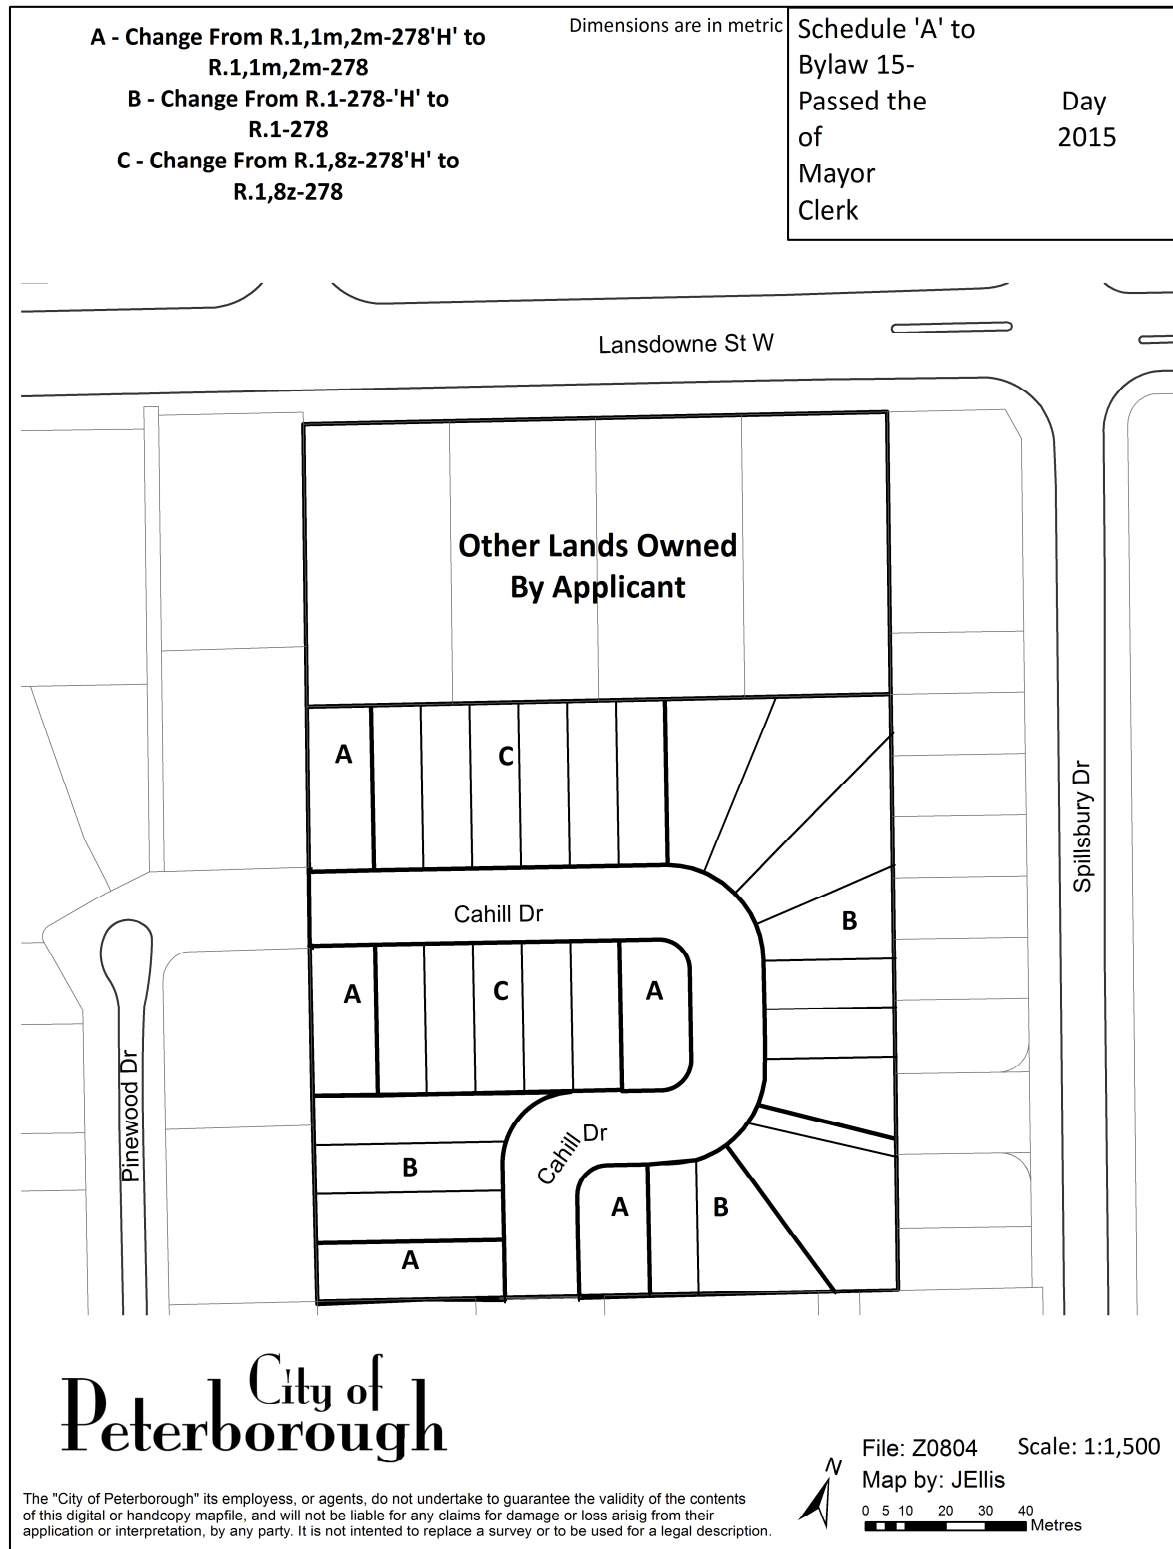 A - Change From R.1,1m,2m-278'H' to
R.1,1m,2m-278
B - Change From R.1-278-'H' to
R.1-278
C - Change From R.1,8z-278'H' to
R.1,8z-278
Dimensions are in metric
Schedule 'A' to
Bylaw 15-
Passed the Day
of 2015
Mayor
Clerk
Lansdowne St W
Other Lands Owned
By Applicant
A
C
Spillsbury Dr
Cahill Dr
B
A
C
A
Pinewood Dr
Cahill Dr
B
A
B
A
City of
Peterborough
File: Z0804 Scale: 1:1,500
Map by: JEllis
N
0 5 10 20 30 40
Metres
The "City of Peterborough" its employess, or agents, do not undertake to guarantee the validity of the contents
of this digital or handcopy mapfile, and will not be liable for any claims for damage or loss arisig from their
application or interpretation, by any party. It is not intended to replace a survey or to be used for a legal description.